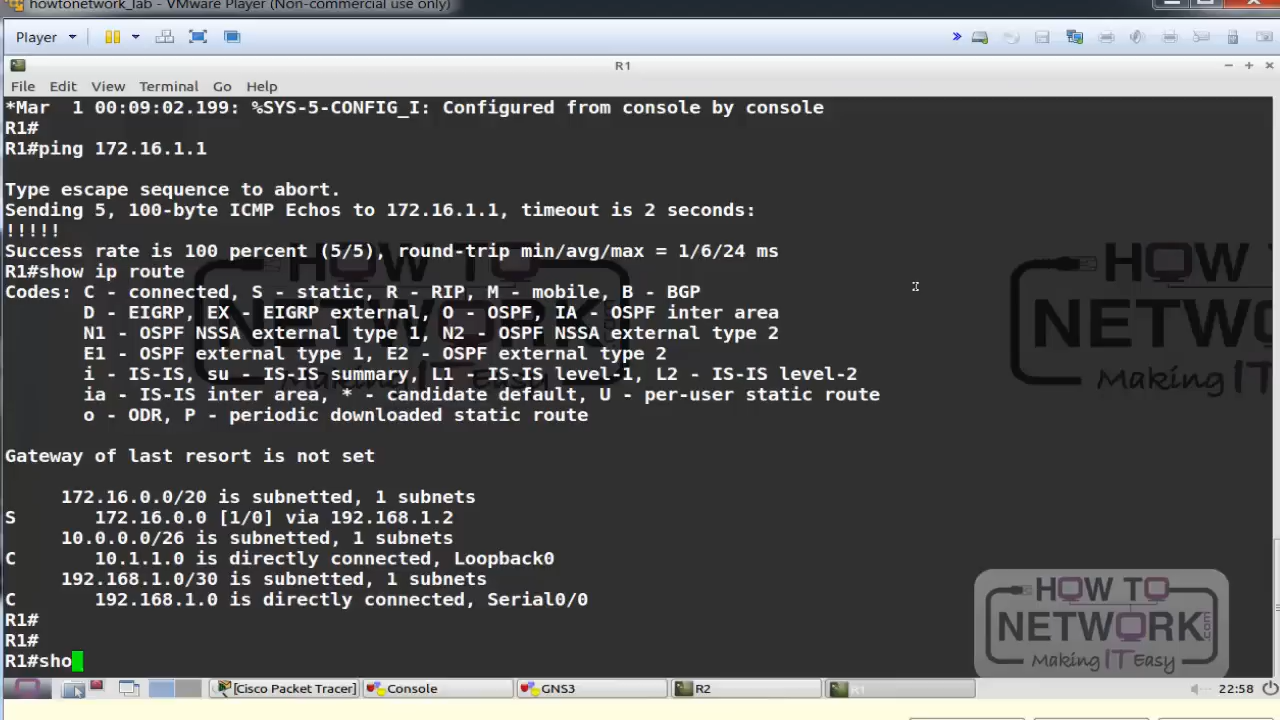 howtonetwork_lab - VMware Player (Non-commercial use only)
Player
R1
File Edit View Terminal Go Help
*Mar  1 00:09:02.199: %SYS-5-CONFIG_I: Configured from console by console
R1#
R1#ping 172.16.1.1
Type escape sequence to abort.
Sending 5, 100-byte ICMP Echos to 172.16.1.1, timeout is 2 seconds:
!!!!!
Success rate is 100 percent (5/5), round-trip min/avg/max = 1/6/24 ms
R1#show ip route
Codes: C - connected, S - static, R - RIP, M - mobile, B - BGP
D - EIGRP, EX - EIGRP external, O - OSPF, IA - OSPF inter area
N1 - OSPF NSSA external type 1, N2 - OSPF NSSA external type 2
E1 - OSPF external type 1, E2 - OSPF external type 2
i - IS-IS, su - IS-IS summary, L1 - IS-IS level-1, L2 - IS-IS level-2
ia - IS-IS inter area, * - candidate default, U - per-user static route
o - ODR, P - periodic downloaded static route
Gateway of last resort is not set
172.16.0.0/20 is subnetted, 1 subnets
S 172.16.0.0 [1/0] via 192.168.1.2
10.0.0.0/26 is subnetted, 1 subnets
C 10.1.1.0 is directly connected, Loopback0
192.168.1.0/30 is subnetted, 1 subnets
C 192.168.1.0 is directly connected, Serial0/0
R1#
R1#
R1#sho
HOW TO
NETWORK
Making IT Easy
HOW TO
NETWORK
Making IT
HOW TO
NETWORK.com
Making IT Easy
[Cisco Packet Tracer] Console GNS3 R2 R1 22:58